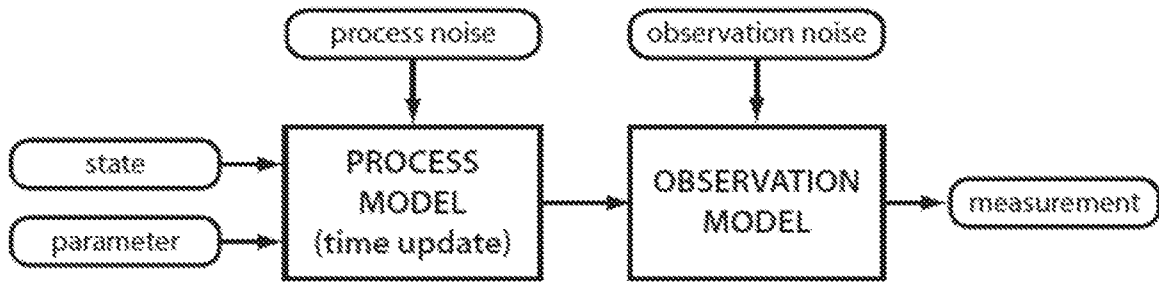 process noise
observation noise
state
parameter
PROCESS
MODEL
(time update)
OBSERVATION
MODEL
measurement